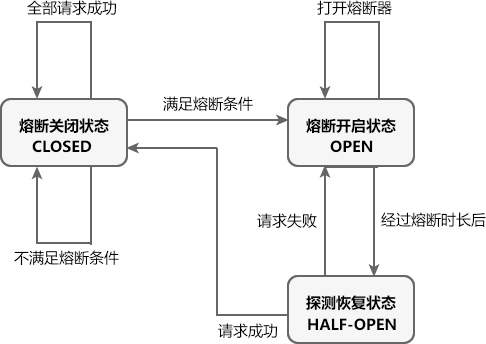 全部请求成功
打开熔断器
满足熔断条件
熔断关闭状态
CLOSED
熔断开启状态
OPEN
不满足熔断条件
请求失败
经过熔断时长后
探测恢复状态
HALF-OPEN
请求成功